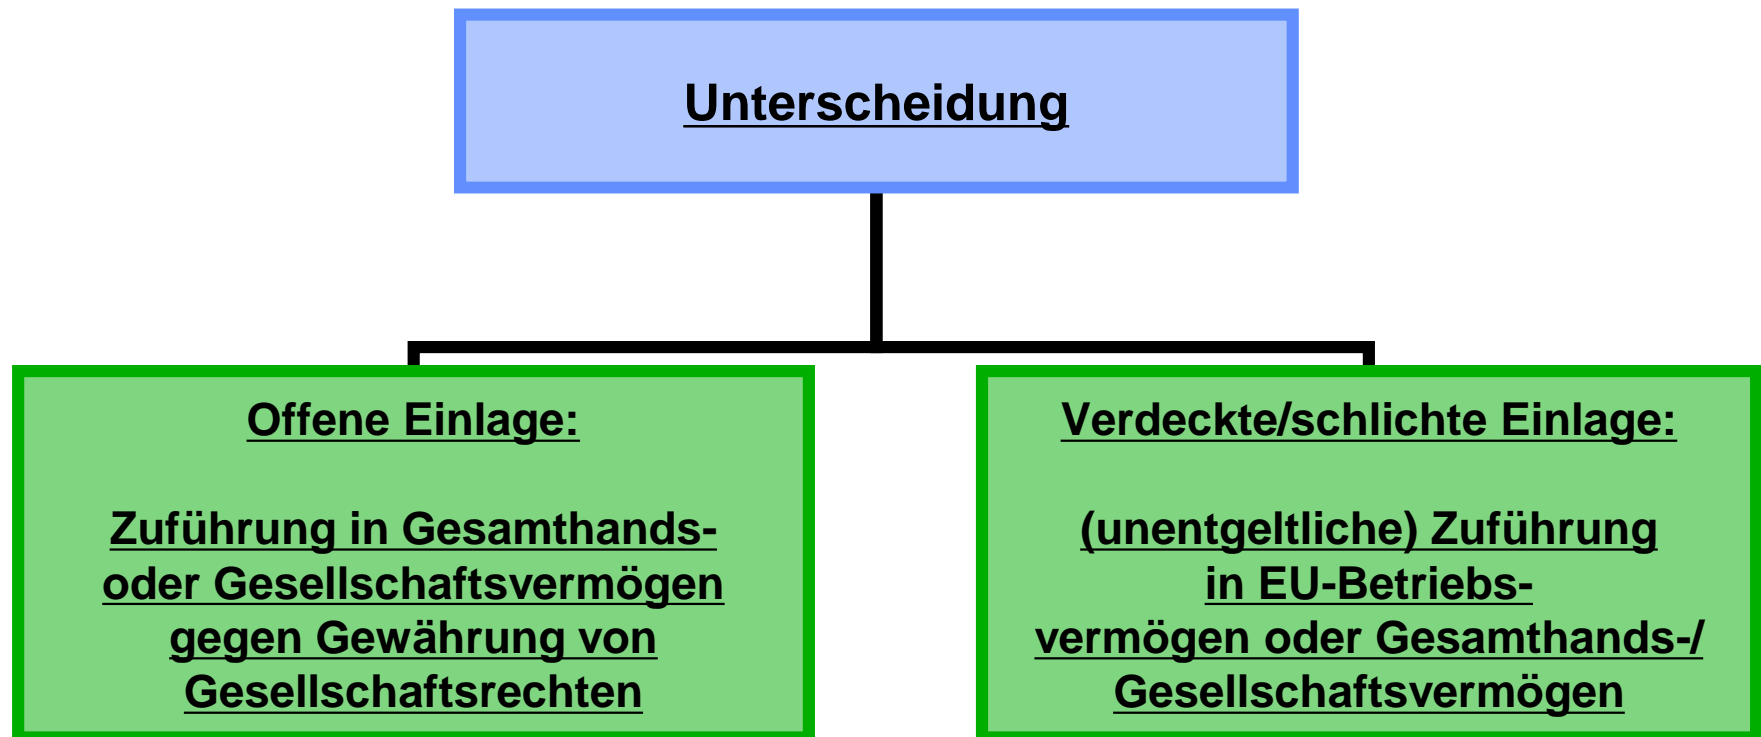 Unterscheidung
Offene Einlage:
Zuführung in Gesamthands-
oder Gesellschaftsvermögen
gegen Gewährung von
Gesellschaftsrechten
Verdeckte/schlichte Einlage:
(unentgeltliche) Zuführung
in EU-Betriebs-
vermögen oder Gesamthands-/
Gesellschaftsvermögen